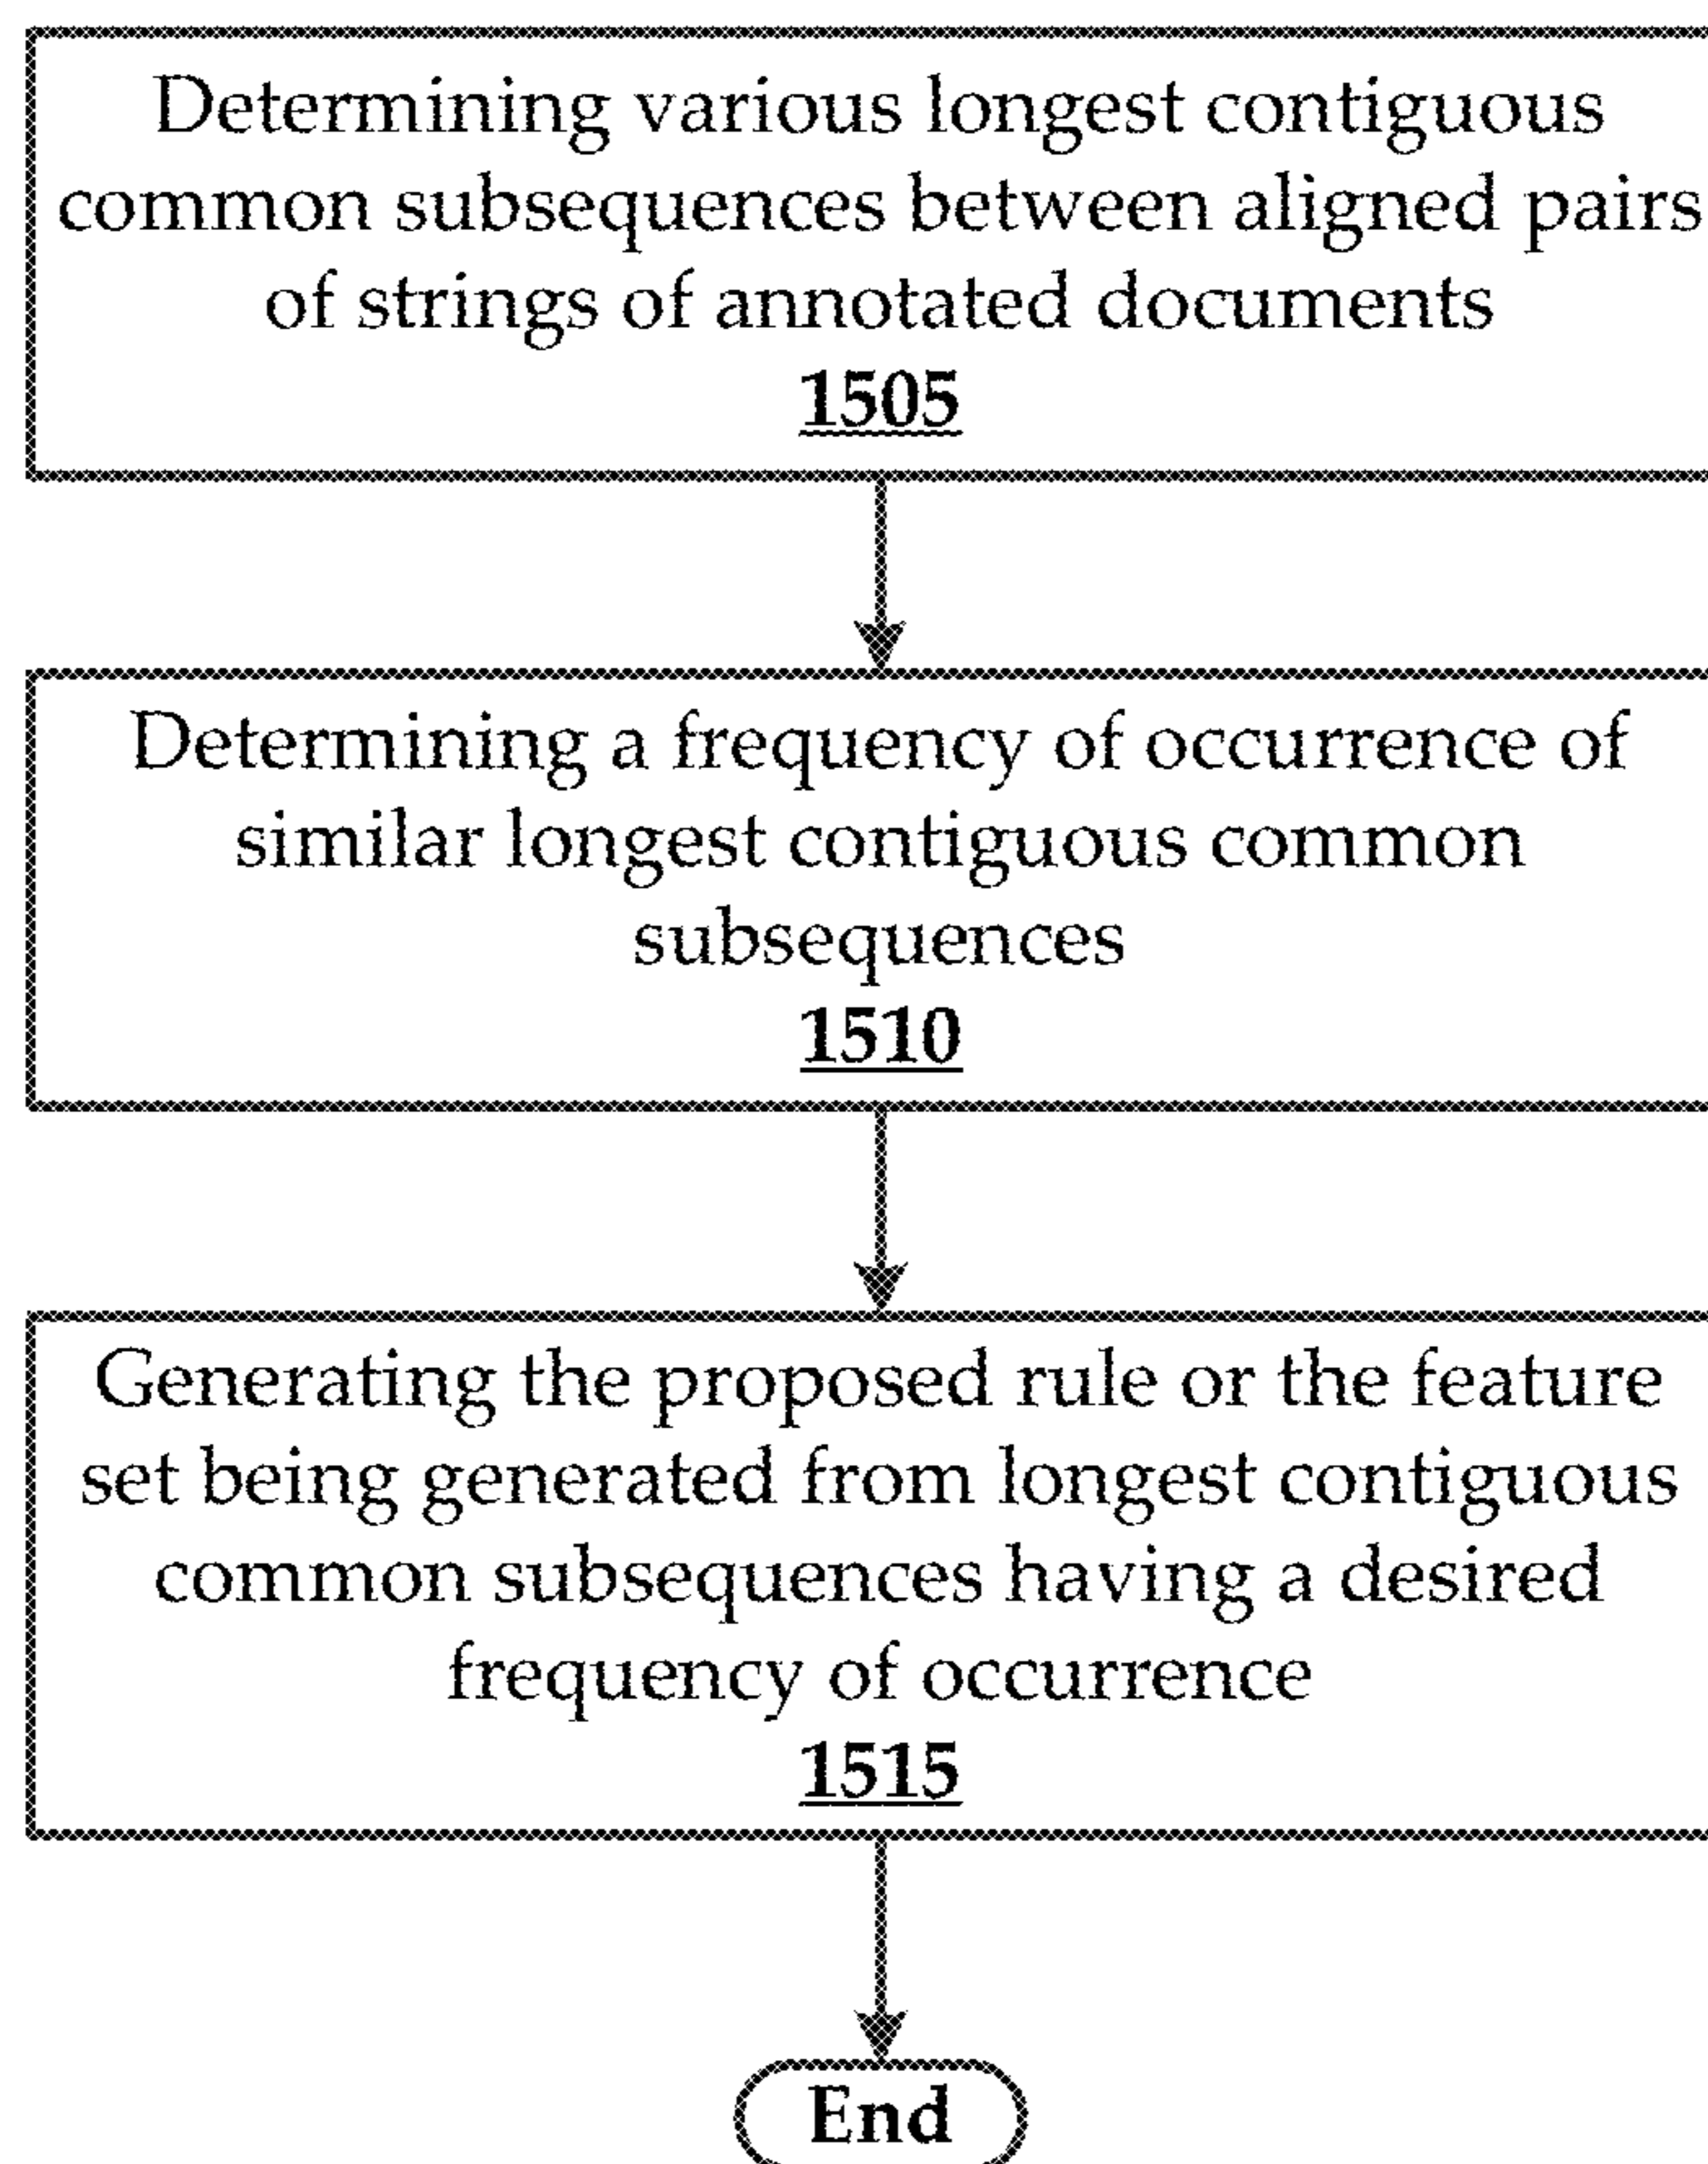 Determining various longest contiguous
common subsequences between aligned pairs
of strings of annotated documents
1505
Determining a frequency of occurrence of
similar longest contiguous common
subsequences
1510
Generating the proposed rule or the feature
set being generated from longest contiguous
common subsequences having a desired
frequency of occurrence
1515
End